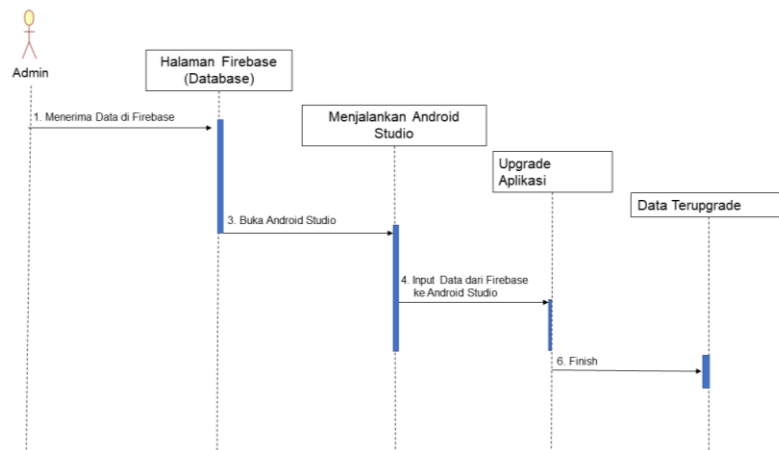 Admin
Halaman Firebase
(Database)
1. Menerima Data di Firebase
Menjalankan Android
Studio
Upgrade
Aplikasi
Data Terupgrade
3. Buka Android Studio
4. Input Data dari Firebase
ke Android Studio
6. Finish